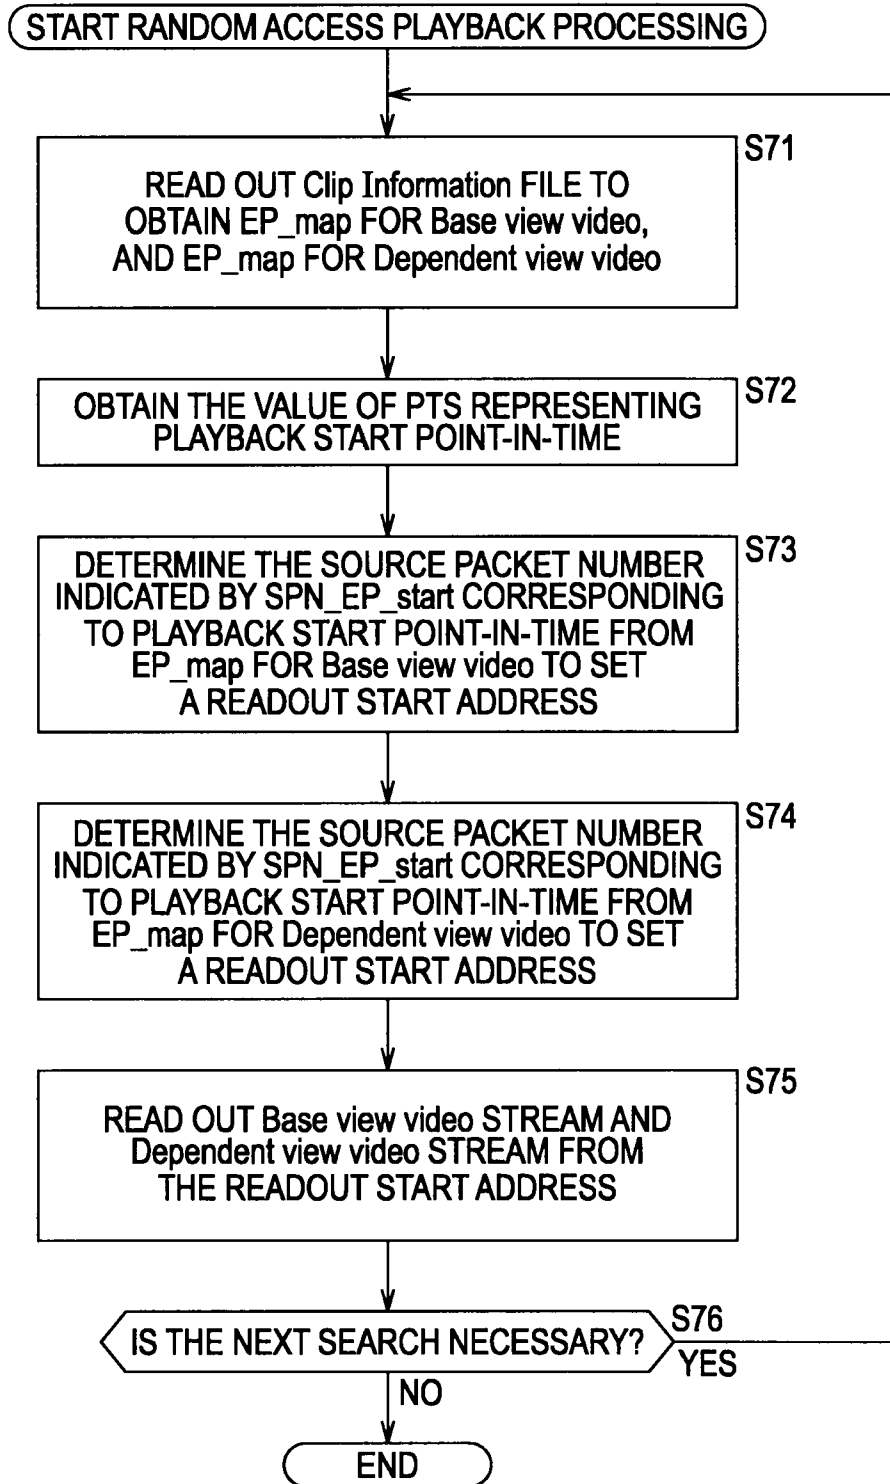 START RANDOM ACCESS PLAYBACK PROCESSING
S71
READ OUT Clip Information FILE TO
OBTAIN EP_map FOR Base view video,
AND EP_map FOR Dependent view video
S72
OBTAIN THE VALUE OF PTS REPRESENTING
PLAYBACK START POINT-IN-TIME
S73
DETERMINE THE SOURCE PACKET NUMBER
INDICATED BY SPN_EP_start CORRESPONDING
TO PLAYBACK START POINT-IN-TIME FROM
EP_map FOR Base view video TO SET
A READOUT START ADDRESS
S74
DETERMINE THE SOURCE PACKET NUMBER
INDICATED BY SPN_EP_start CORRESPONDING
TO PLAYBACK START POINT-IN-TIME FROM
EP_map FOR Dependent view video TO SET
A READOUT START ADDRESS
S75
READ OUT Base view video STREAM AND
Dependent view video STREAM FROM
THE READOUT START ADDRESS
S76
IS THE NEXT SEARCH NECESSARY?
YES
NO
END